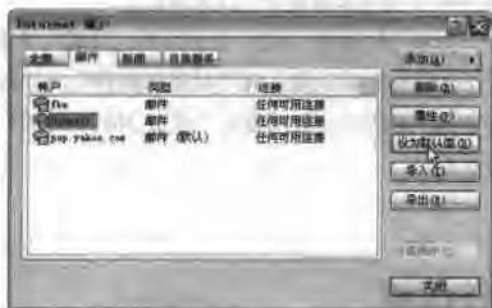 Internet 帐户
全部 邮件 新闻 目录服务
添加(A)
帐户 类型 连接
删除(R)
fbe 邮件 任何可用连接
属性(P)
邮件 任何可用连接
pop.yahoo.com 邮件 (默认) 任何可用连接
设为默认值(D)
导入(I)
导出(E)
关闭